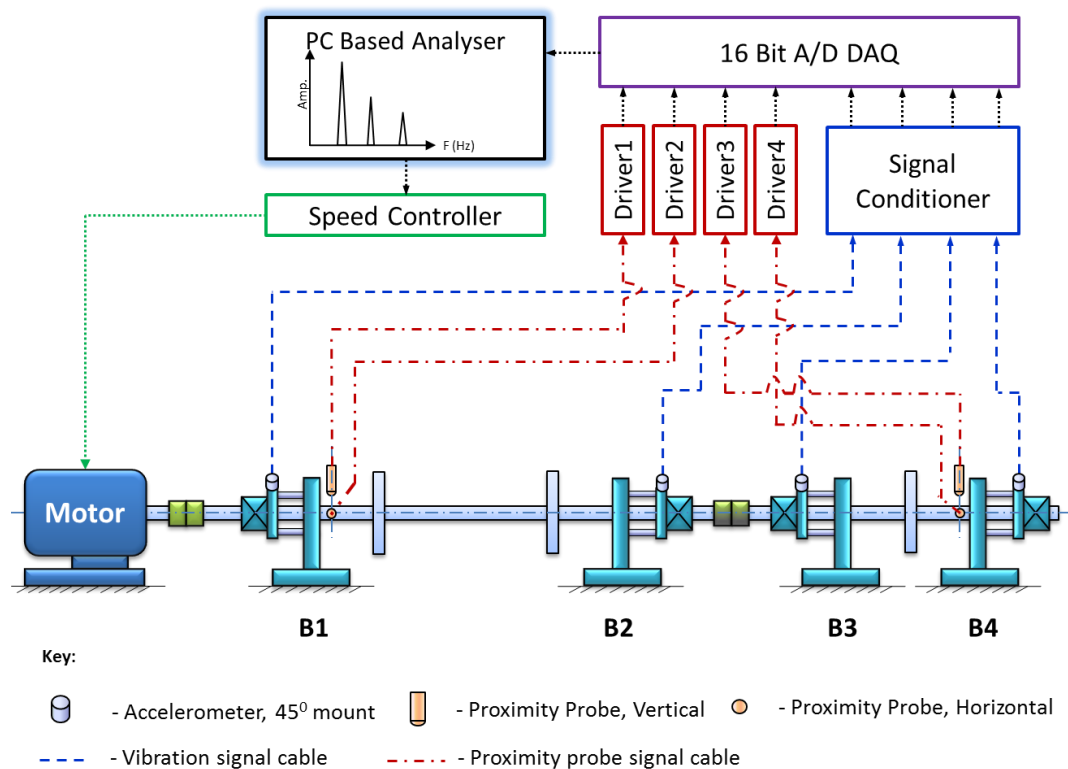 PC Based Analyser
Amp.
F (Hz)
16 Bit A/D DAQ
Driver1
Driver2
Driver3
Driver4
Signal
Conditioner
Speed Controller
Motor
B1
B2
B3
B4
Key:
- Accelerometer, 45⁰ mount
- Proximity Probe, Vertical
- Proximity Probe, Horizontal
- Vibration signal cable
- Proximity probe signal cable